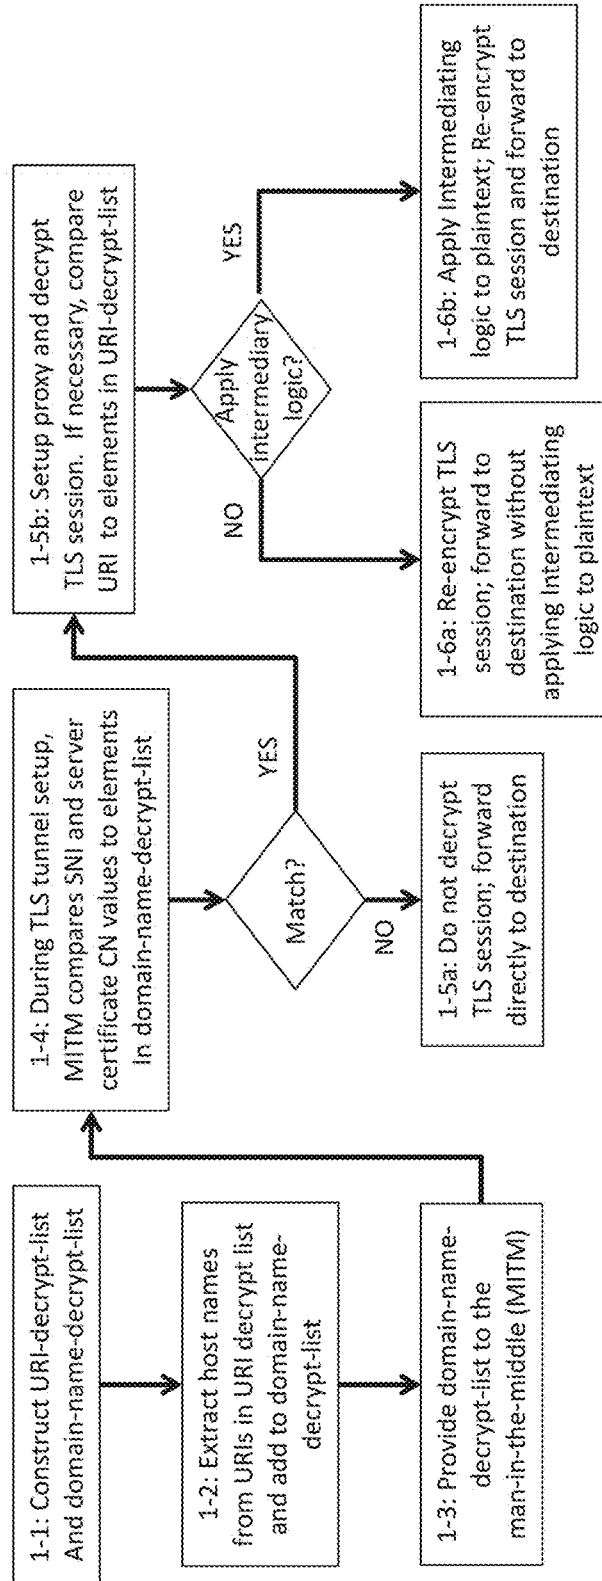 1-1: Construct URI-decrypt-list
And domain-name-decrypt-list
1-2: Extract host names
from URIs in URI decrypt list
and add to domain-name-
decrypt-list
1-3: Provide domain-name-
decrypt-list to the
man-in-the-middle (MITM)
1-4: During TLS tunnel setup,
MITM compares SNI and server
certificate CN values to elements
In domain-name-decrypt-list
Match?
YES
NO
1-5a: Do not decrypt
TLS session; forward
directly to destination
1-5b: Setup proxy and decrypt
TLS session. If necessary, compare
URI to elements in URI-decrypt-list
Apply
intermediary
logic?
NO
YES
1-6a: Re-encrypt TLS
session; forward to
destination without
applying Intermediating
logic to plaintext
1-6b: Apply Intermediating
logic to plaintext; Re-encrypt
TLS session and forward to
destination